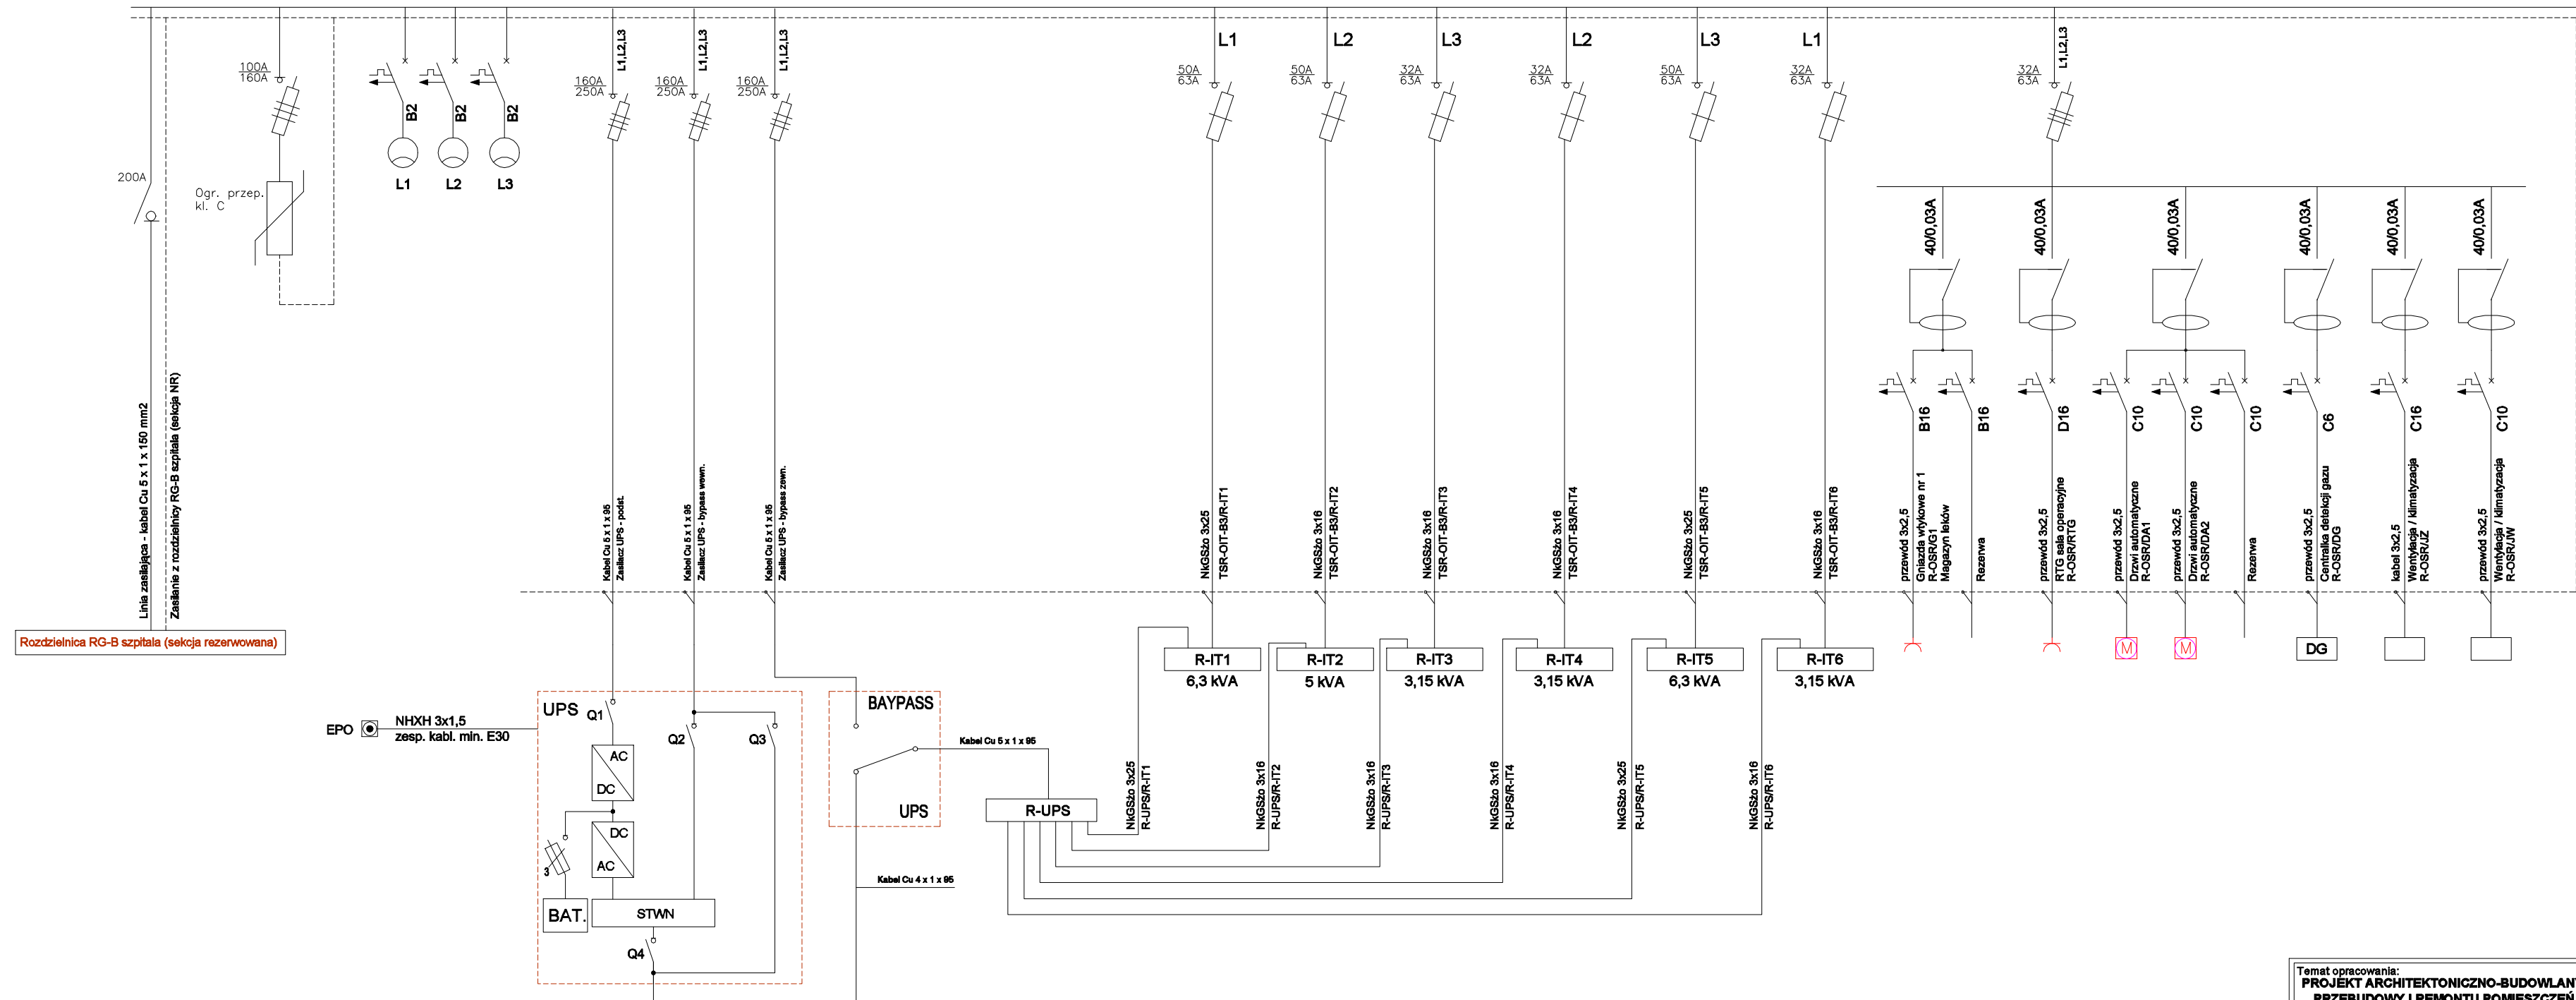 100A
160A
B2
B2
B2
L1
L2
L3
200A
Ogr. przep.
kl. C
Linia zasilająca - kabel Cu 5 x 1 x 150 mm2
Zasilanie z rozdzielnicy RG-B szpitala (sekcja NR)
Rozdzielnica RG-B szpitala (sekcja rezerwowana)
160A
250A
L1,L2,L3
160A
250A
L1,L2,L3
160A
250A
L1,L2,L3
Kabel Cu 5 x 1 x 95
Zasilacz UPS - podst.
Kabel Cu 5 x 1 x 95
Zasilacz UPS - bypass wewn.
Kabel Cu 5 x 1 x 95
Zasilacz UPS - bypass zewn.
L1
50A
63A
L2
50A
63A
L3
32A
63A
L2
32A
63A
L3
50A
63A
L1
32A
63A
32A
63A
L1,L2,L3
NkGSżo 3x25
TSR-OIT-B3/R-IT1
NkGSżo 3x16
TSR-OIT-B3/R-IT2
NkGSżo 3x16
TSR-OIT-B3/R-IT3
NkGSżo 3x16
TSR-OIT-B3/R-IT4
NkGSżo 3x25
TSR-OIT-B3/R-IT5
NkGSżo 3x16
TSR-OIT-B3/R-IT6
40/0,03A
40/0,03A
40/0,03A
40/0,03A
40/0,03A
40/0,03A
B16
B16
D16
C10
C10
C10
C6
C16
C10
przewód 3x2,5
Gniazda wtykowe nr 1
R-OSR/G1
Magazyn leków
Rezerwa
przewód 3x2,5
RTG sala operacyjne
R-OSR/RTG
przewód 3x2,5
Drzwi automatyczne
R-OSR/DA1
przewód 3x2,5
Drzwi automatyczne
R-OSR/DA2
Rezerwa
przewód 3x2,5
Centralka detekcji gazu
R-OSR/DG
kabel 3x2,5
Wentylacja / klimatyzacja
R-OSR/JZ
przewód 3x2,5
Wentylacja / klimatyzacja
R-OSR/JW
M
M
DG
R-IT1
6,3 kVA
R-IT2
5 kVA
R-IT3
3,15 kVA
R-IT4
3,15 kVA
R-IT5
6,3 kVA
R-IT6
3,15 kVA
EPO
NHXH 3x1,5
zesp. kabl. min. E30
UPS
Q1
Q2
Q3
AC
DC
DC
AC
3
BAT.
STWN
Q4
BAYPASS
UPS
Kabel Cu 5 x 1 x 95
Kabel Cu 4 x 1 x 95
R-UPS
NkGSżo 3x25
R-UPS/R-IT1
NkGSżo 3x16
R-UPS/R-IT2
NkGSżo 3x16
R-UPS/R-IT3
NkGSżo 3x16
R-UPS/R-IT4
NkGSżo 3x25
R-UPS/R-IT5
NkGSżo 3x16
R-UPS/R-IT6
Temat opracowania:
PROJEKT ARCHITEKTONICZNO-BUDOWLAN
PRZEBUDOWY I REMONTU POMIESZCZEŃ